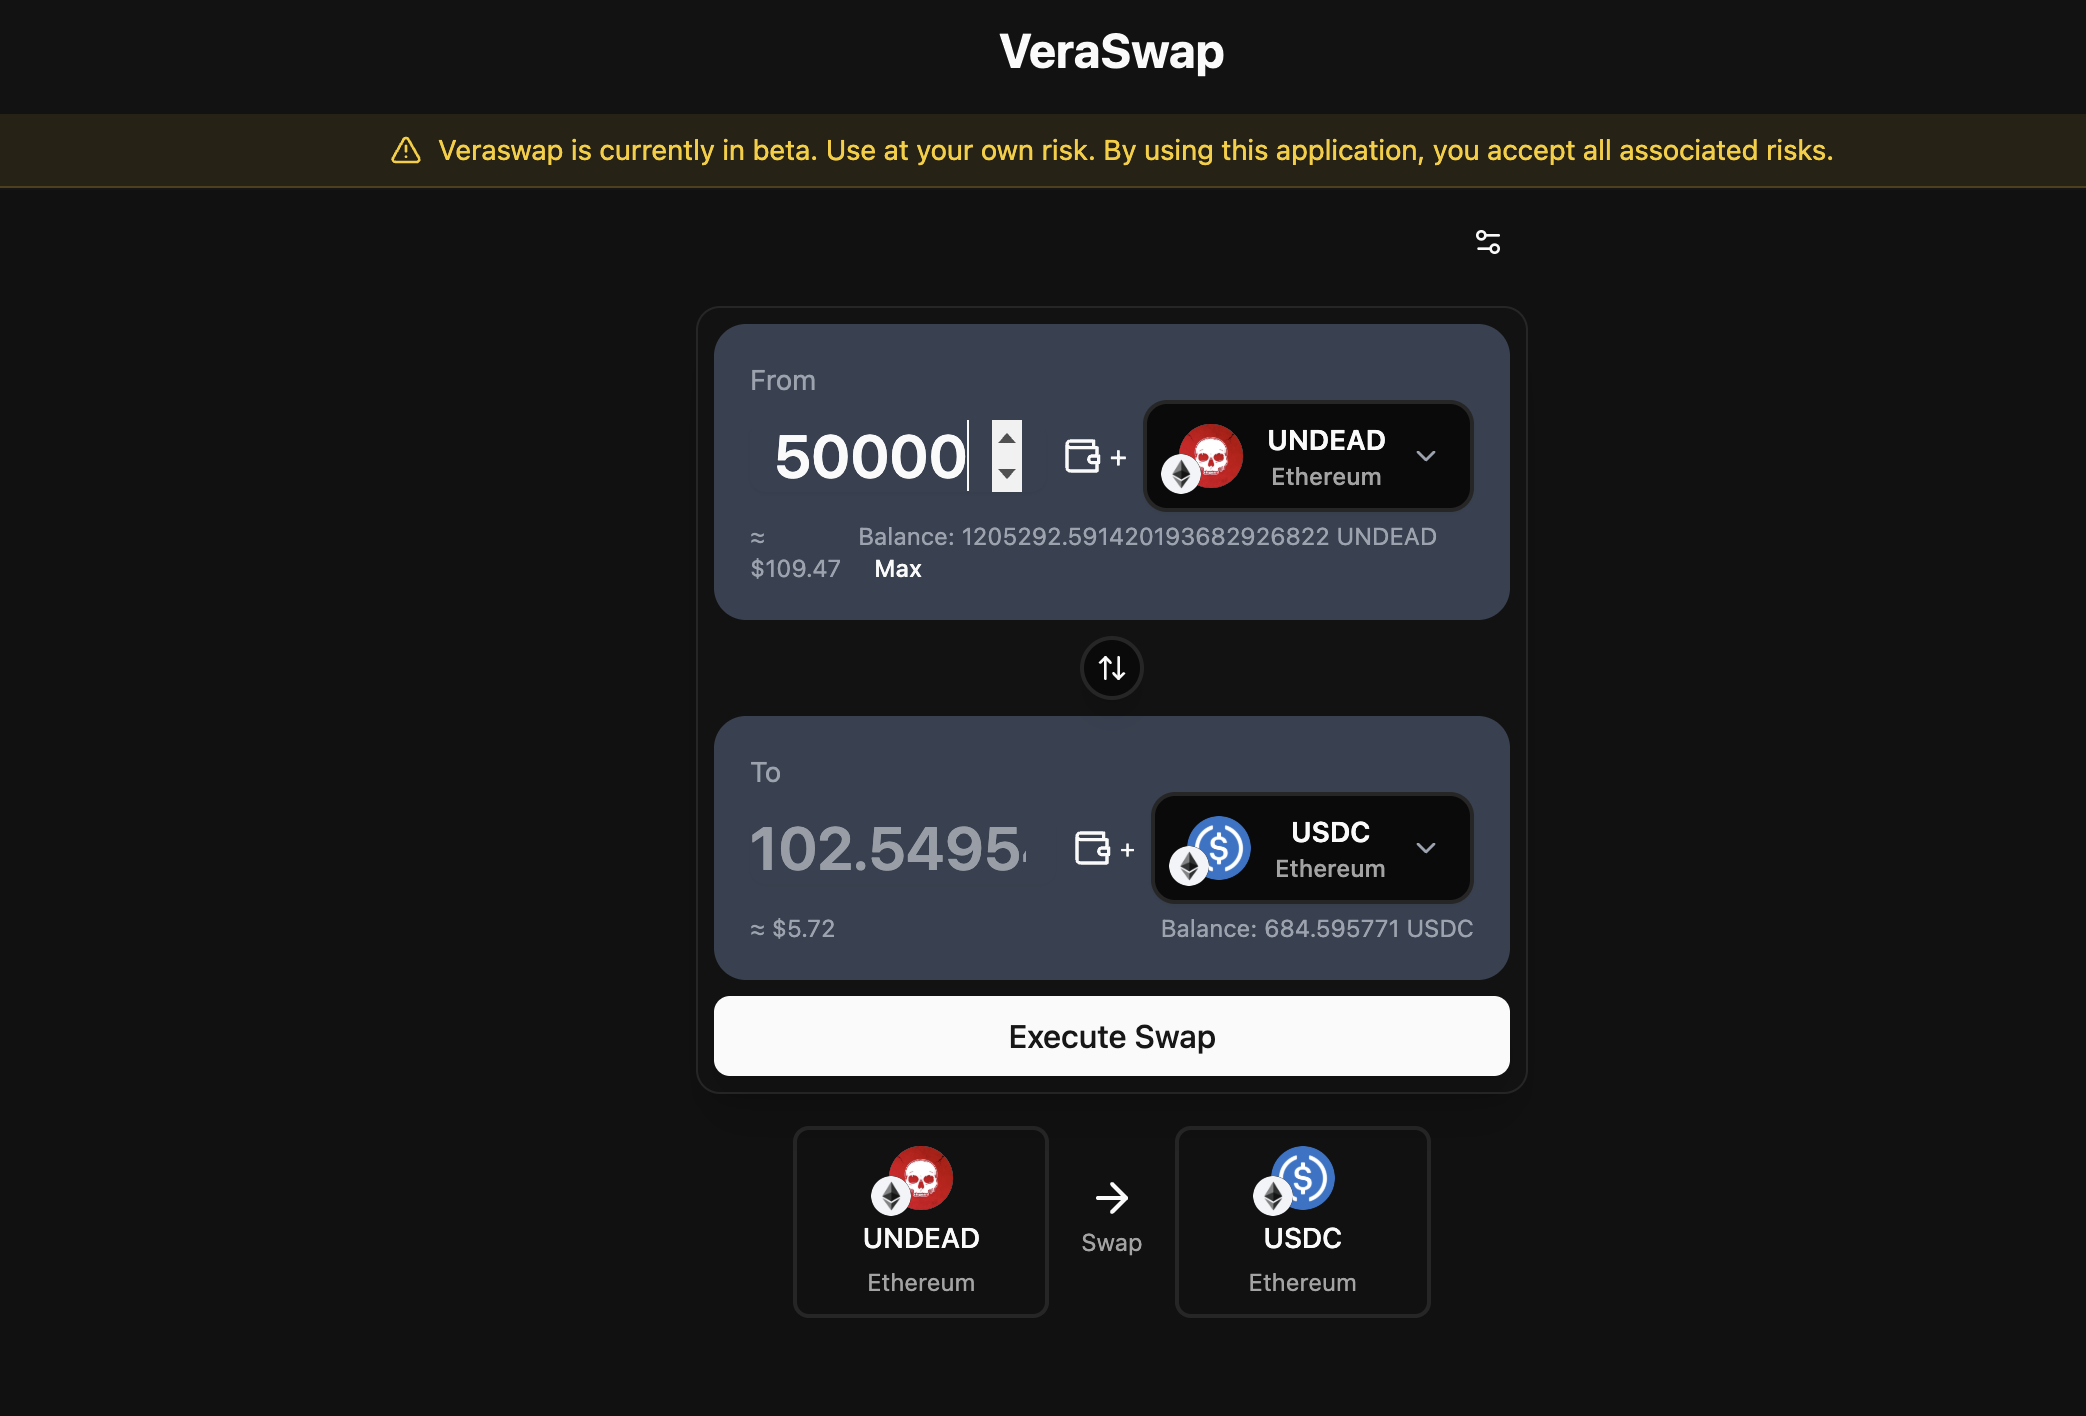 VeraSwap
Veraswap is currently in beta. Use at your own risk. By using this application, you accept all associated risks.
From
50000
+
UNDEAD
Ethereum
≈ $109.47
Balance: 1205292.591420193682926822 UNDEAD
Max
To
102.5495
+
USDC
Ethereum
≈ $5.72
Balance: 684.595771 USDC
Execute Swap
UNDEAD
Ethereum
Swap
USDC
Ethereum